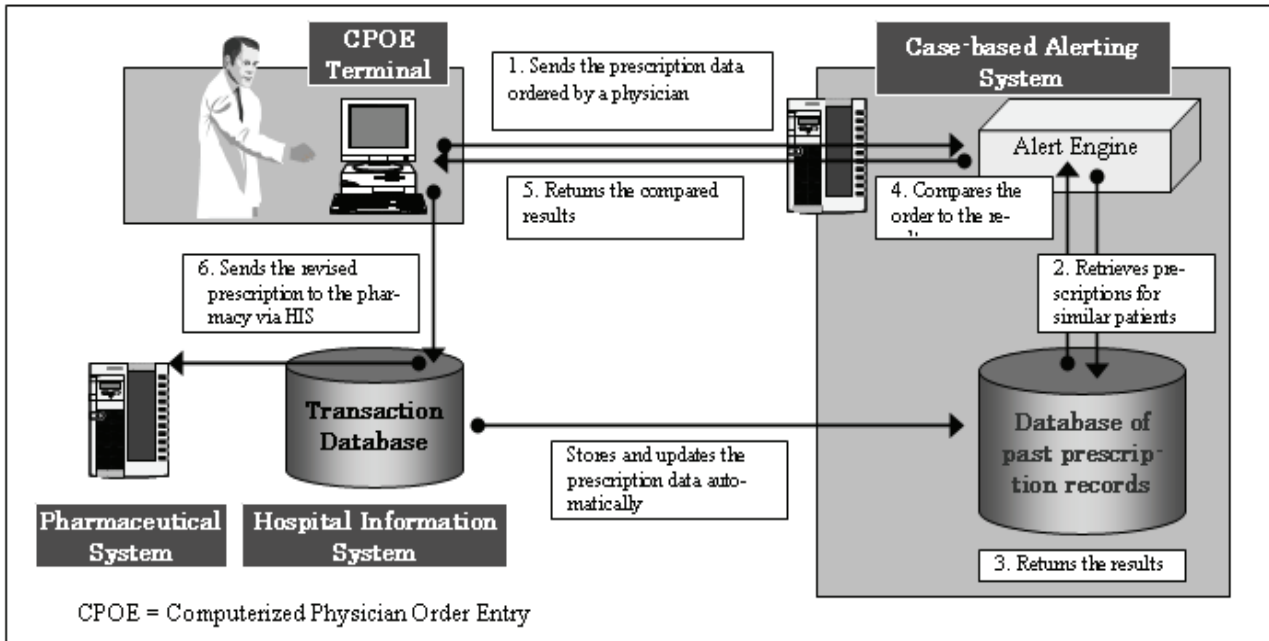 CPOE
Terminal
Case-based Alerting
System
1. Sends the prescription data
ordered by a physician
Alert Engine
5. Returns the compared
results
4. Compares the
order to the re-
6. Sends the revised
prescription to the phar-
macy via HIS
2. Retrieves pre-
scriptions for
similar patients
Transaction
Database
Database of
past prescrip-
tion records
Stores and updates the
prescription data auto-
matically
Pharmaceutical
System
Hospital Information
System
3. Returns the results
CPOE = Computerized Physician Order Entry